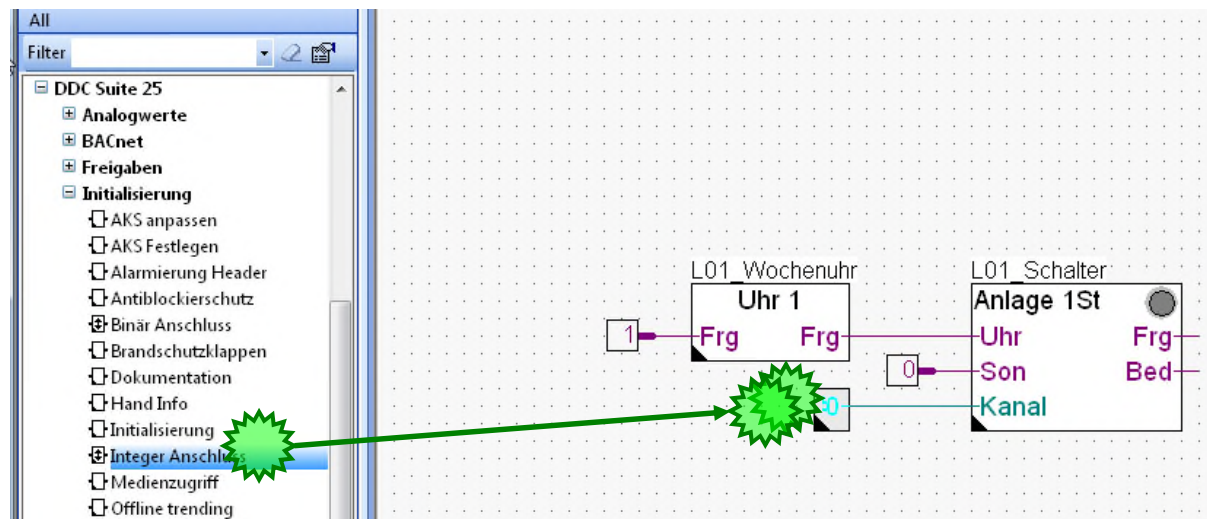 All
Filter
DDC Suite 25
Analogwerte
BACnet
Freigaben
Initialisierung
AKS anpassen
AKS Festlegen
Alarmierung Header
Antiblockierschutz
Binär Anschluss
Brandschutzklappen
Dokumentation
Hand Info
Initialisierung
Integer Anschluss
Medienzugriff
Offline trending
L01_Wochenuhr
Uhr 1
1 Frg Frg
L01_Schalter
Anlage 1St
Uhr Frg
0 Son Bed
0 Kanal